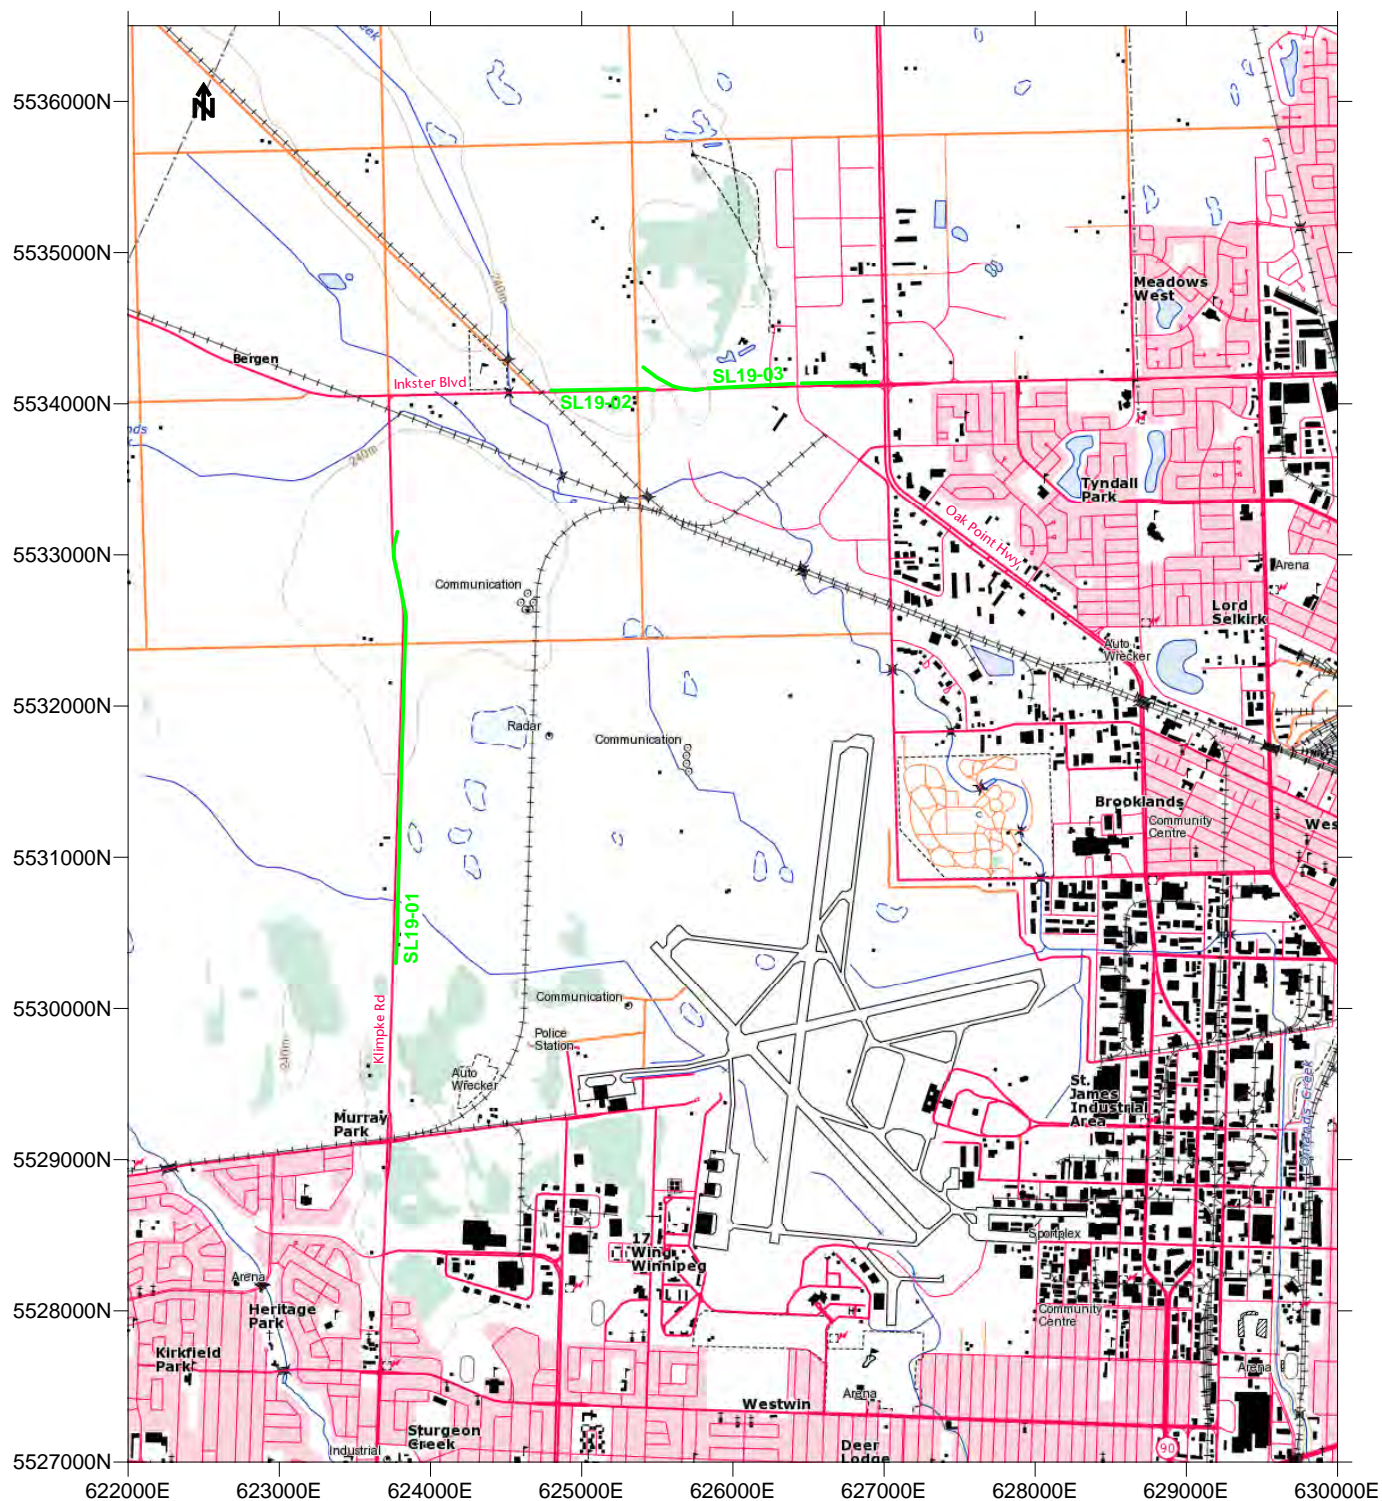 5536000N
N
5535000N
240m
Meadows
West
Bergen
Inkster Blvd
SL19-03
5534000N
SL19-02
240m
Tyndall
Park
Oak Point Hwy
5533000N
Communication
Arena
Lord
Selkirk
Auto
Wrecker
5532000N
Radar
Communication
Brooklands
Community
Centre
Wes
5531000N
SL19-01
Communication
5530000N
Klimpke Rd
Police
Station
240m
Auto
Wrecker
St.
James
Industrial
Area
Murray
Park
5529000N
17
Wing
Winnipeg
Sportplex
Arena
5528000N
Heritage
Park
Community
Centre
Kirkfield
Park
Arena
Arena
Westwin
Sturgeon
Creek
Industrial
Deer
Lodge
90
5527000N
622000E
623000E
624000E
625000E
626000E
627000E
628000E
629000E
630000E